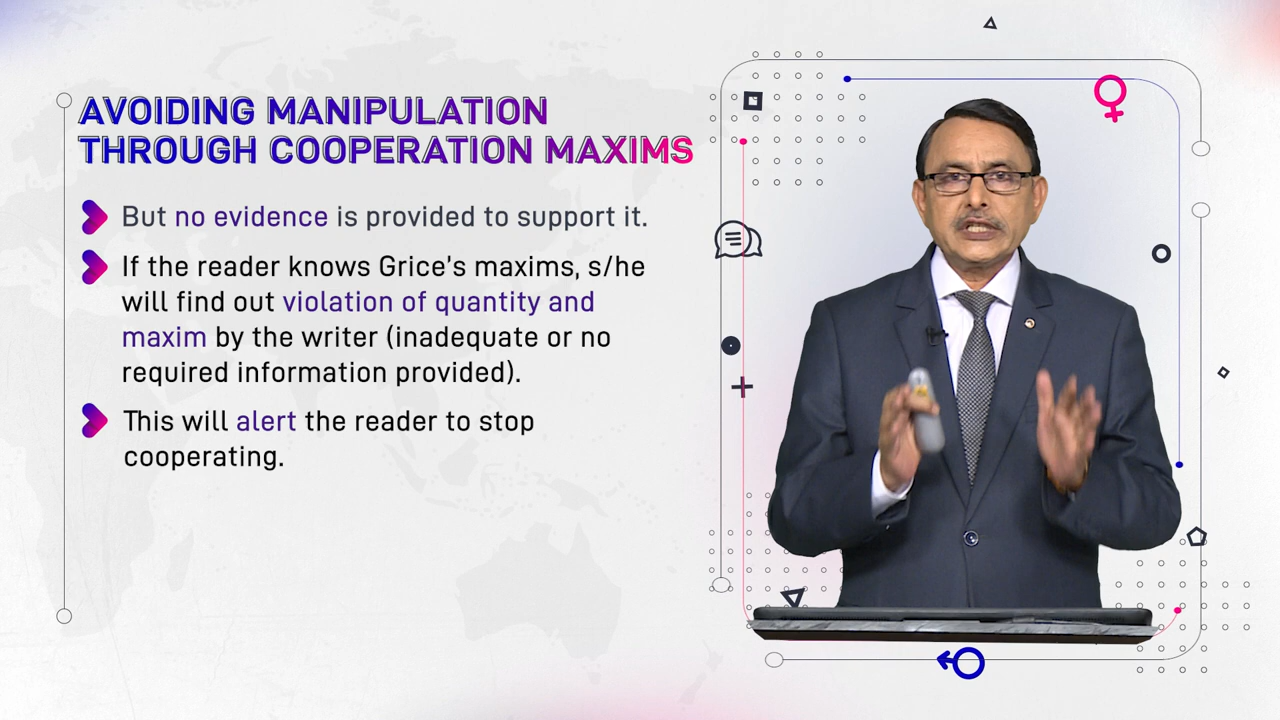 AVOIDING MANIPULATION
THROUGH COOPERATION MAXIMS
But no evidence is provided to support it.
If the reader knows Grice's maxims, s/he
will find out violation of quantity and
maxim by the writer (inadequate or no
required information provided).
This will alert the reader to stop
cooperating.